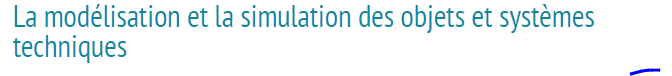 La modélisation et la simulation des objets et systèmes
techniques